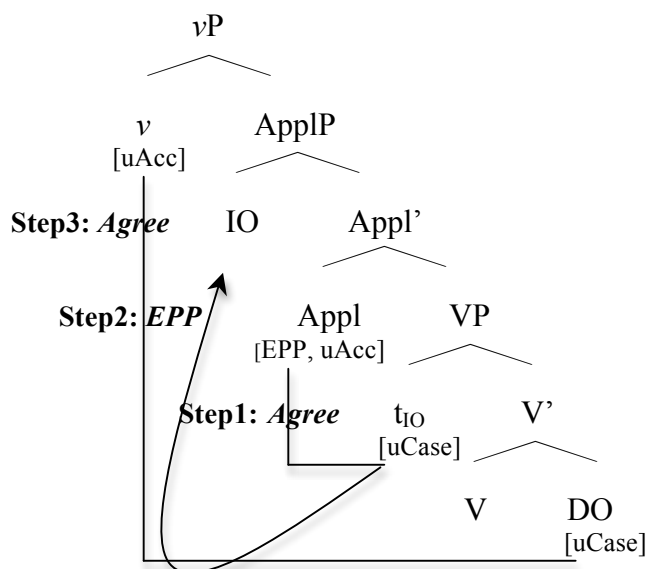 vP
v ApplP
[uAcc]
Step3: Agree IO Appl’
Step2: EPP Appl VP
[EPP, uAcc]
Step1: Agree tIO V’
[uCase]
V DO
[uCase]